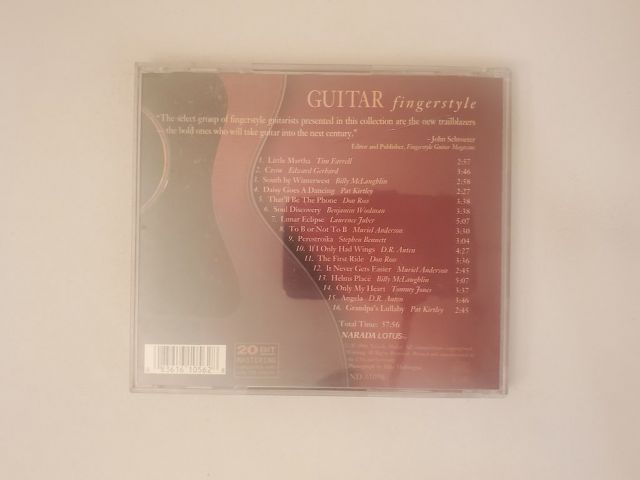 GUITAR fingerstyle
"The select group of fingerstyle guitarists presented in this collection are the new trailblazers
– the bold ones who will take guitar into the next century."
– John Schroeter
Editor and Publisher, Fingerstyle Guitar Magazine
1. Little Martha Tim Farrell 2:57
2. Crow Edward Gerhard 3:46
3. South by Winterwest Billy McLaughlin 2:58
4. Daisy Goes A Dancing Pat Kirtley 2:27
5. That'll Be The Phone Don Ross 3:38
6. Soul Discovery Benjamin Woolman 3:38
7. Lunar Eclipse Laurence Juber 5:07
8. To B or Not To B Muriel Anderson 3:30
9. Perostroika Stephen Bennett 3:04
10. If I Only Had Wings D.R. Auten 4:27
11. The First Ride Don Ross 3:36
12. It Never Gets Easier Muriel Anderson 2:45
13. Helms Place Billy McLaughlin 5:07
14. Only My Heart Tommy Jones 3:37
15. Angela D.R. Auten 3:46
16. Grandpa's Lullaby Pat Kirtley 2:45
Total Time: 57:56
NARADA LOTUS
20 BIT
MASTERING
ND-61056